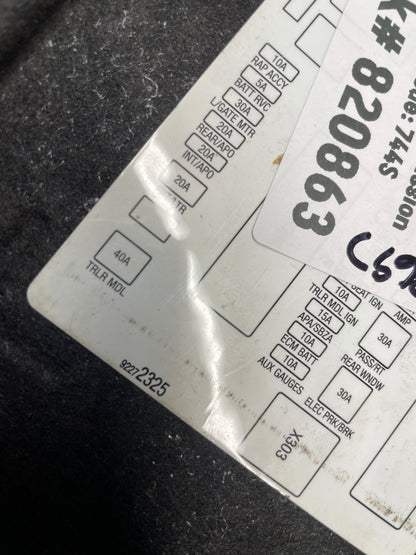 10A
RAP ACCY
5A
BATT RVC
30A
L/GATE MTR
20A
REAR/APO
20A
INT/APO
20A
40A
TRLR MDL
92272325
# 820863
744S
SEAT IGN
10A
TRLR MDL IGN
15A
APA/SBZA
10A
ECM BATT
10A
AUX GAUGES
AMP
30A
PASS/RT
REAR WNDW
30A
ELEC PRK/BRK
X303